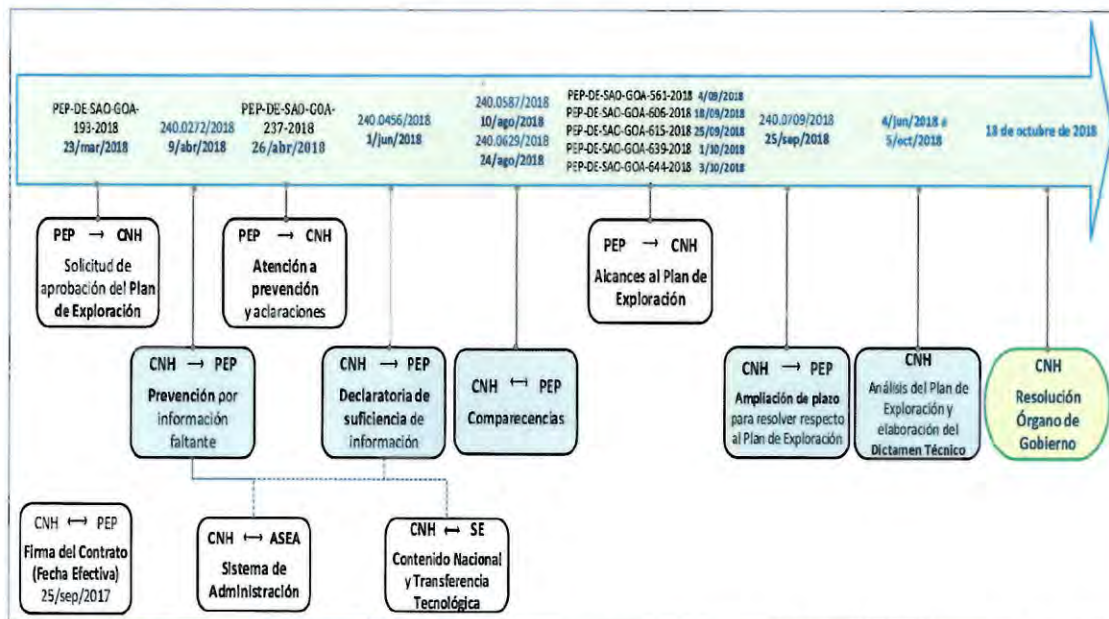 PEP-DE-SAO-GOA-
193-2018
23/mar/2018
240.0272/2018
9/abr/2018
PEP-DE-SAO-GOA-
237-2018
26/abr/2018
240.0456/2018
1/jun/2018
240.0587/2018
10/ago/2018
240.0629/2018
24/ago/2018
PEP-DE-SAO-GOA-561-2018 4/09/2018
PEP-DE-SAO-GOA-606-2018 18/09/2018
PEP-DE-SAO-GOA-615-2018 25/09/2018
PEP-DE-SAO-GOA-639-2018 1/10/2018
PEP-DE-SAO-GOA-644-2018 3/10/2018
240.0709/2018
25/sep/2018
4/jun/2018 a
5/oct/2018
18 de octubre de 2018
PEP → CNH
Solicitud de
aprobación del Plan
de Exploración
PEP → CNH
Atención a
prevención
y aclaraciones
PEP → CNH
Alcances al Plan de
Exploración
CNH → PEP
Prevención por
información
faltante
CNH → PEP
Declaratoria de
suficiencia de
información
CNH ↔ PEP
Comparecencias
CNH → PEP
Ampliación de plazo
para resolver respecto
al Plan de Exploración
CNH
Análisis del Plan de
Exploración y
elaboración del
Dictamen Técnico
CNH
Resolución
Órgano de
Gobierno
CNH ↔ PEP
Firma del Contrato
(Fecha Efectiva)
25/sep/2017
CNH ↔ ASEA
Sistema de
Administración
CNH ↔ SE
Contenido Nacional
y Transferencia
Tecnológica